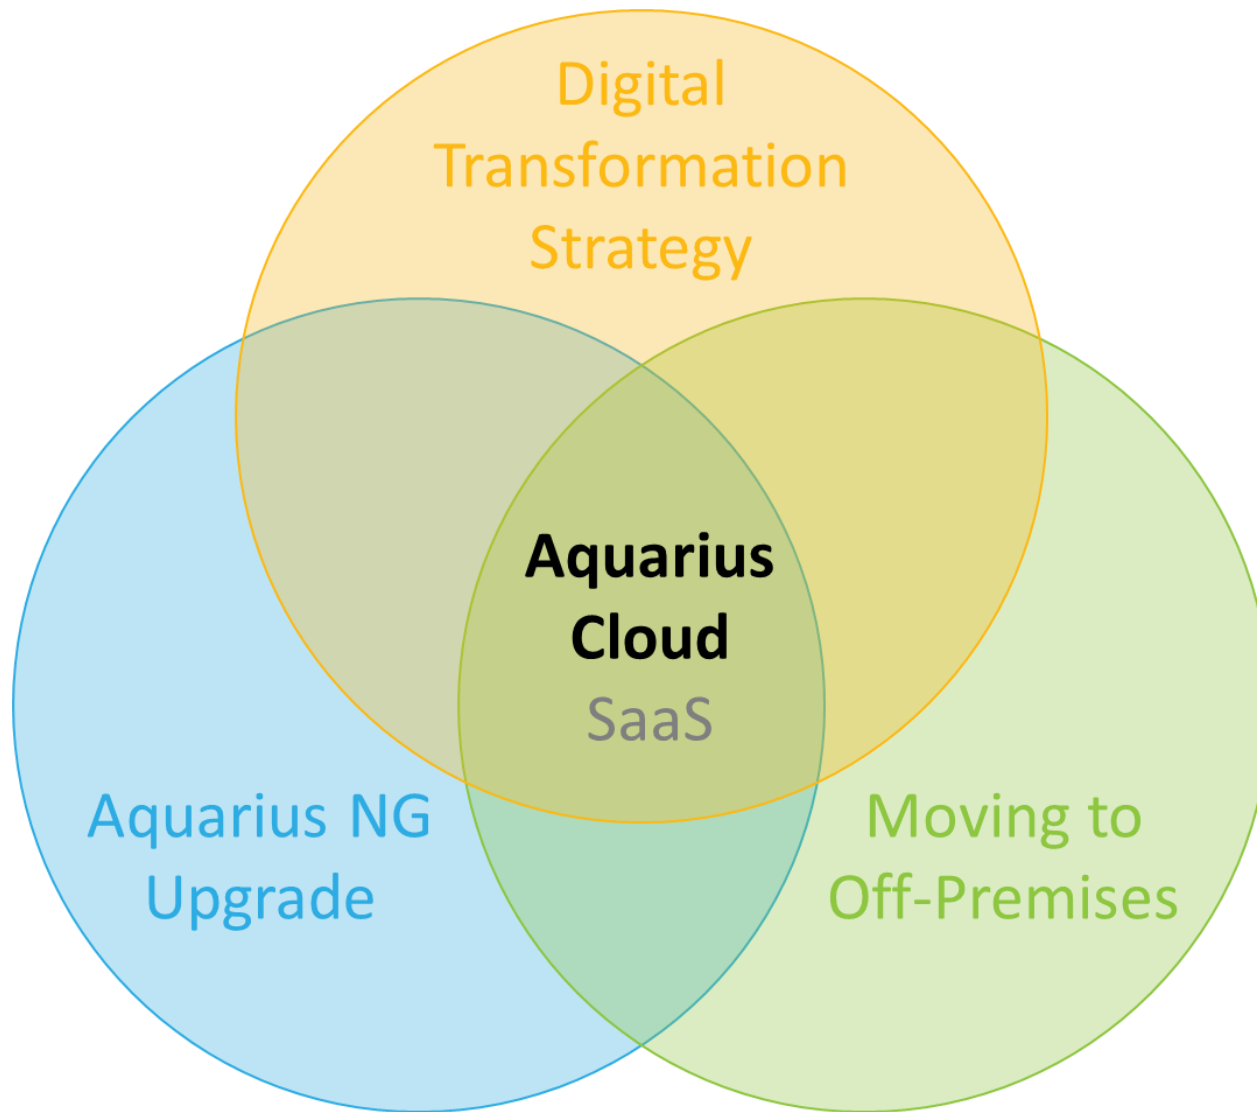 Digital
Transformation
Strategy
Aquarius
Cloud
SaaS
Aquarius NG
Upgrade
Moving to
Off-Premises